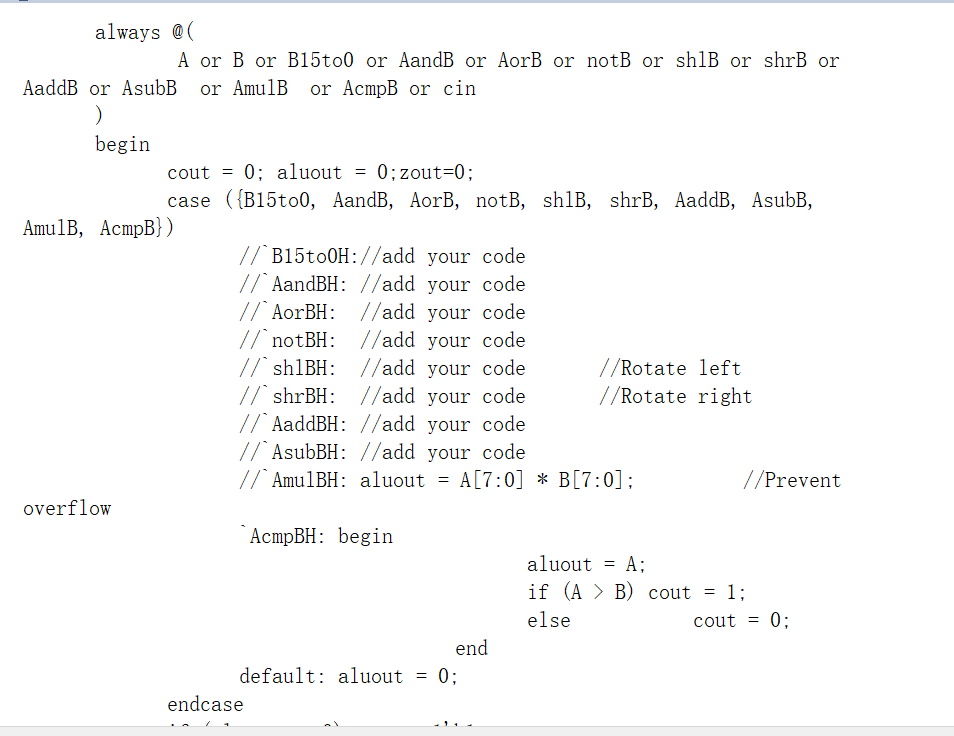 always @(
A or B or B15to0 or AandB or AorB or notB or shlB or shrB or
AaddB or AsubB  or AmulB  or AcmpB or cin
)
begin
cout = 0; aluout = 0;zout=0;
case ({B15to0, AandB, AorB, notB, shlB, shrB, AaddB, AsubB,
AmulB, AcmpB})
//`B15to0H://add your code
//`AandBH: //add your code
//`AorBH:  //add your code
//`notBH:  //add your code
//`shlBH:  //add your code      //Rotate left
//`shrBH:  //add your code      //Rotate right
//`AaddBH: //add your code
//`AsubBH: //add your code
//`AmulBH: aluout = A[7:0] * B[7:0];         //Prevent
overflow
`AcmpBH: begin
aluout = A;
if (A > B) cout = 1;
else          cout = 0;
end
default: aluout = 0;
endcase